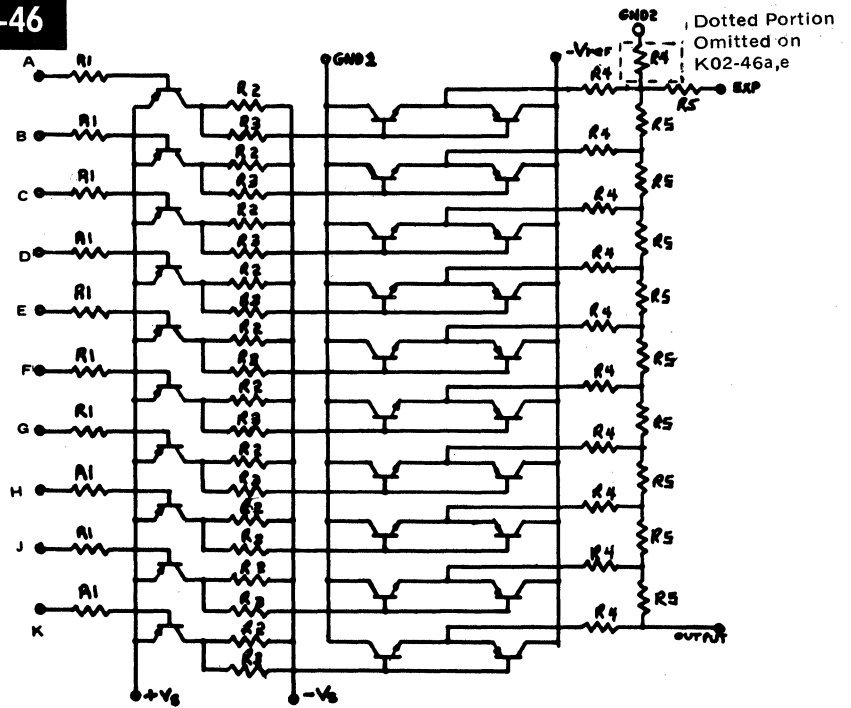 -46
GND2
Dotted Portion
Omitted on
K02-46a,e
A R1 GND1 -Vref R4 R4
R2 R5 EXP
B R1 R3 R4 R5
R2
C R1 R3 R4 R5
R2
D R1 R3 R4 R5
R2
E R1 R3 R4 R5
R2
F R1 R3 R4 R5
R2
G R1 R3 R4 R5
R2
H R1 R3 R4 R5
R2
J R1 R3 R4 R5
R2
K R1 R3 R4 R5
R2
R3 OUTPUT
+Vs -Vs